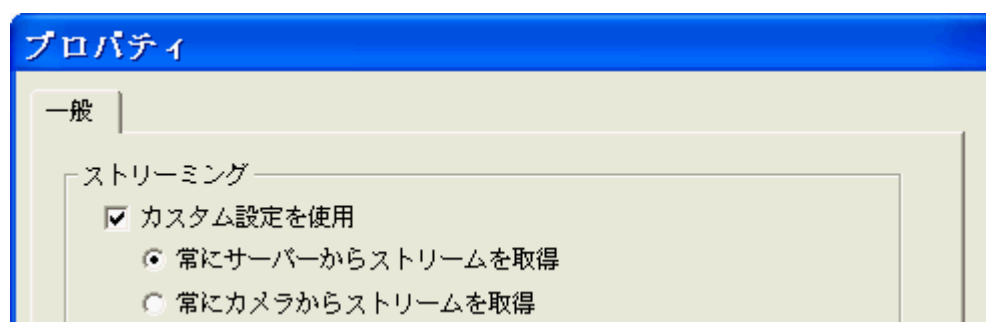 プロパティ
一般
ストリーミング
カスタム設定を使用
常にサーバーからストリームを取得
常にカメラからストリームを取得